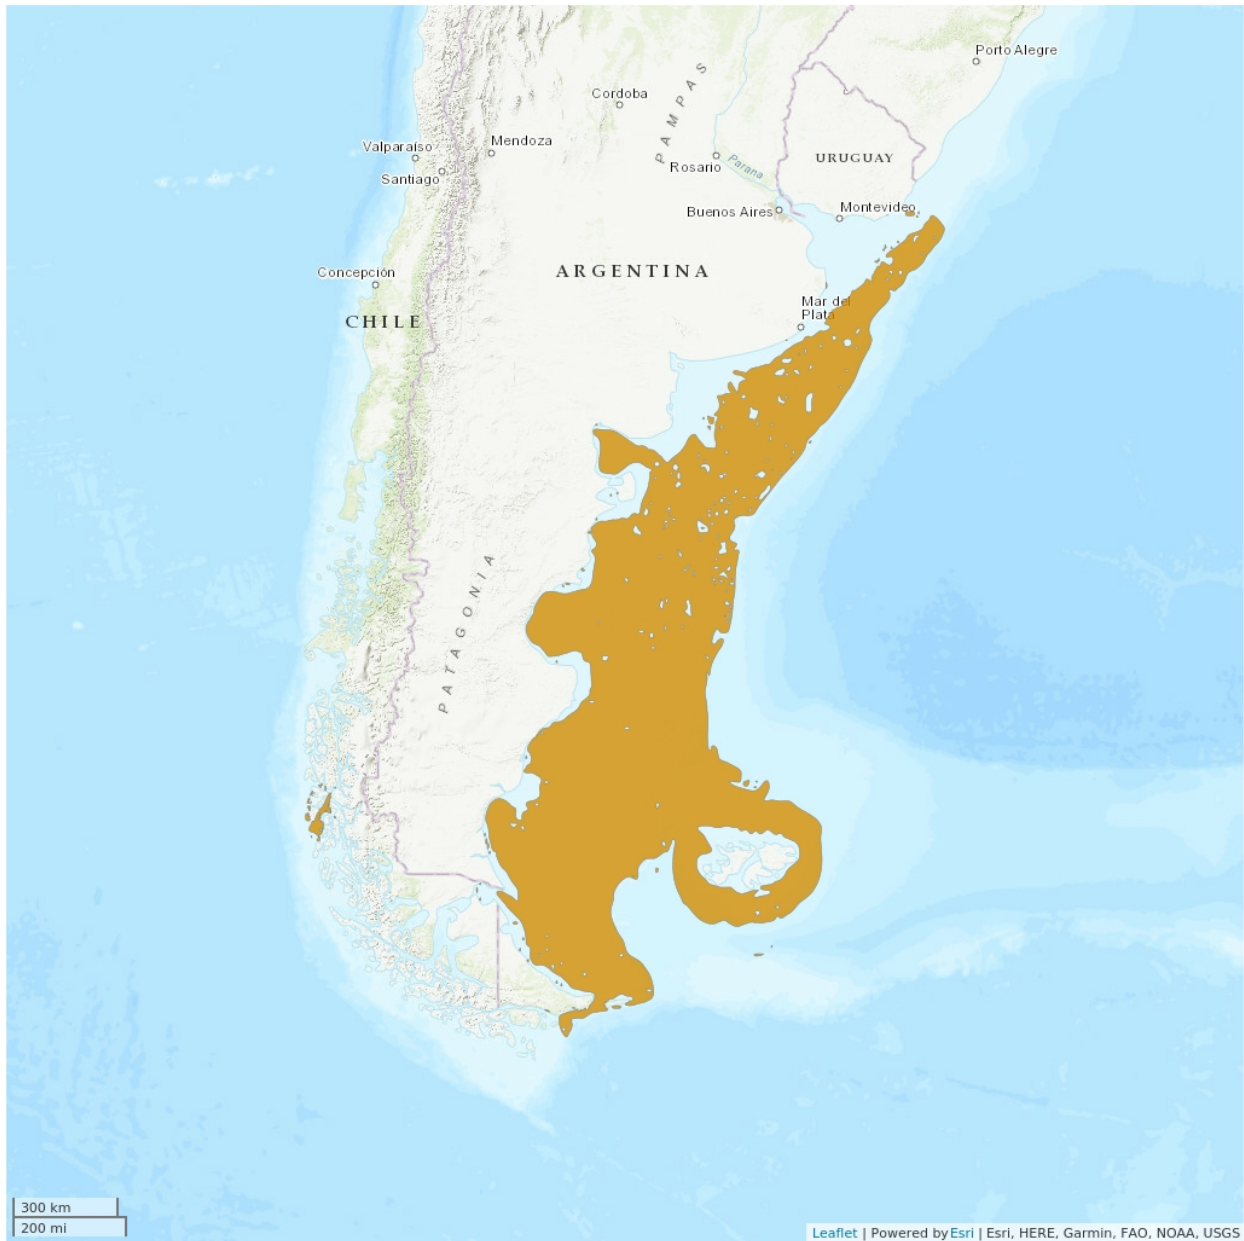 Porto Alegre
Cordoba
PAMPAS
Valparaíso
Mendoza
Santiago
Rosario
Parana
URUGUAY
Buenos Aires
Montevideo
Concepción
ARGENTINA
CHILE
Mar del
Plata
PATAGONIA
300 km
200 mi
Leaflet | Powered by Esri | Esri, HERE, Garmin, FAO, NOAA, USGS